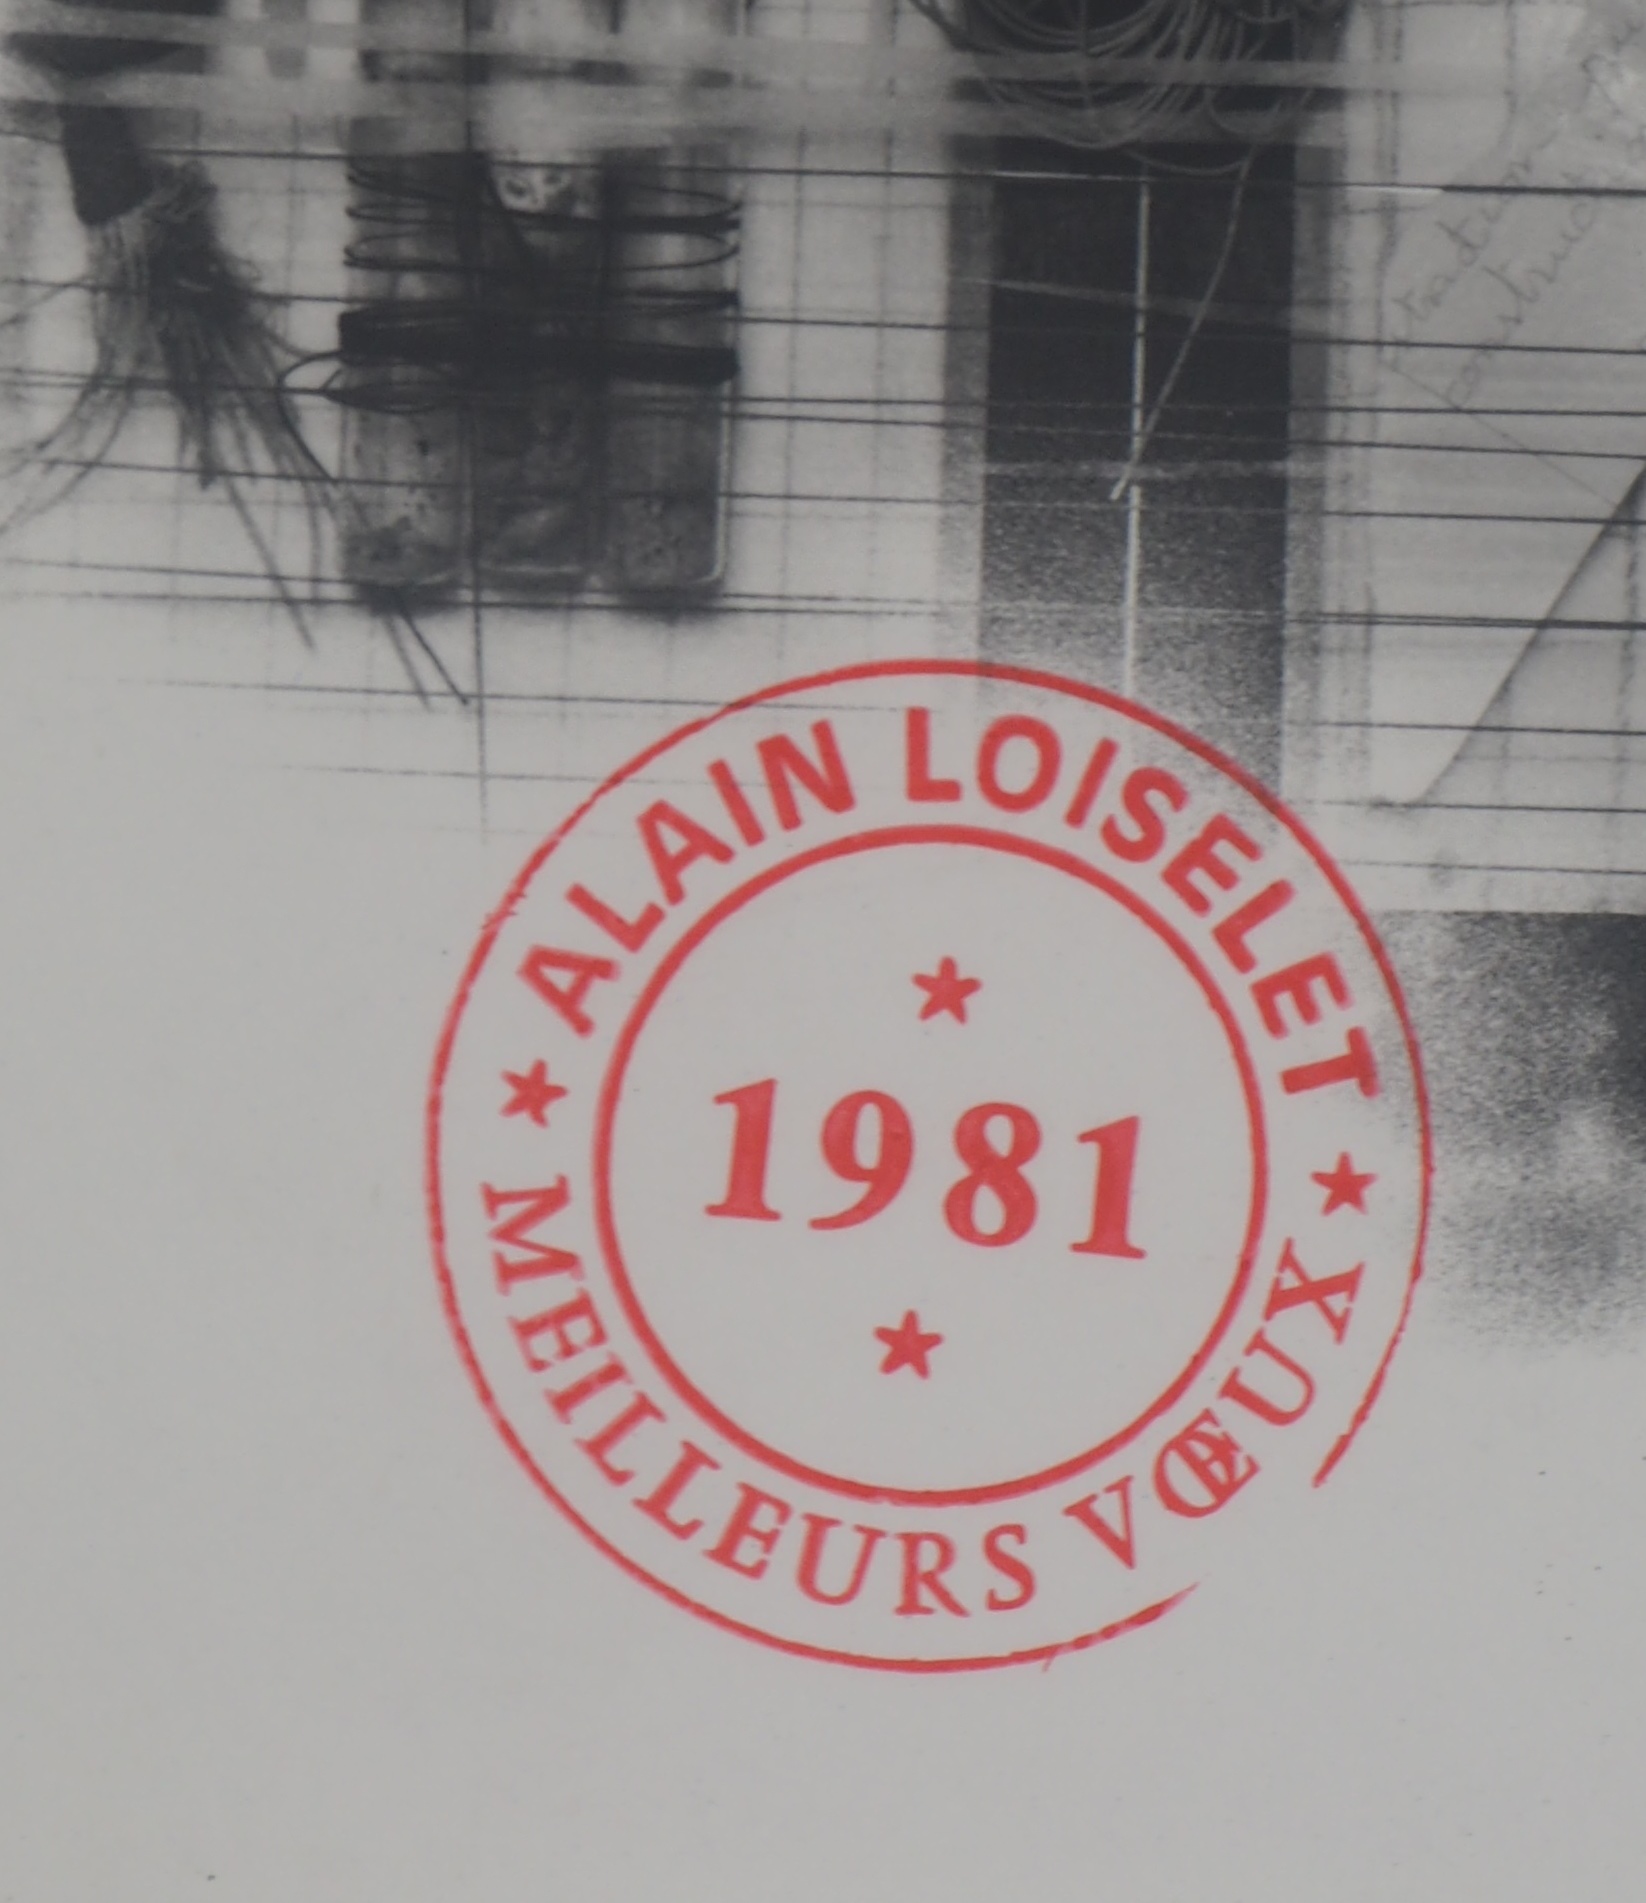 ALAIN LOISELET
1981
MEILLEURS VŒUX